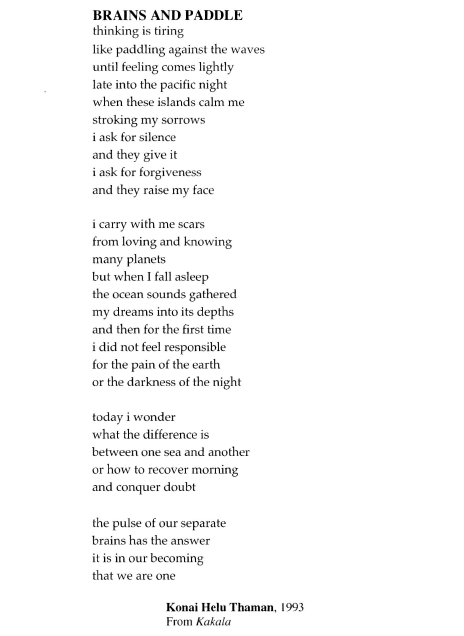 BRAINS AND PADDLE
thinking is tiring
like paddling against the waves
until feeling comes lightly
late into the pacific night
when these islands calm me
stroking my sorrows
i ask for silence
and they give it
i ask for forgiveness
and they raise my face

i carry with me scars
from loving and knowing
many planets
but when I fall asleep
the ocean sounds gathered
my dreams into its depths
and then for the first time
i did not feel responsible
for the pain of the earth
or the darkness of the night

today i wonder
what the difference is
between one sea and another
or how to recover morning
and conquer doubt

the pulse of our separate
brains has the answer
it is in our becoming
that we are one

Konai Helu Thaman, 1993
From Kakala